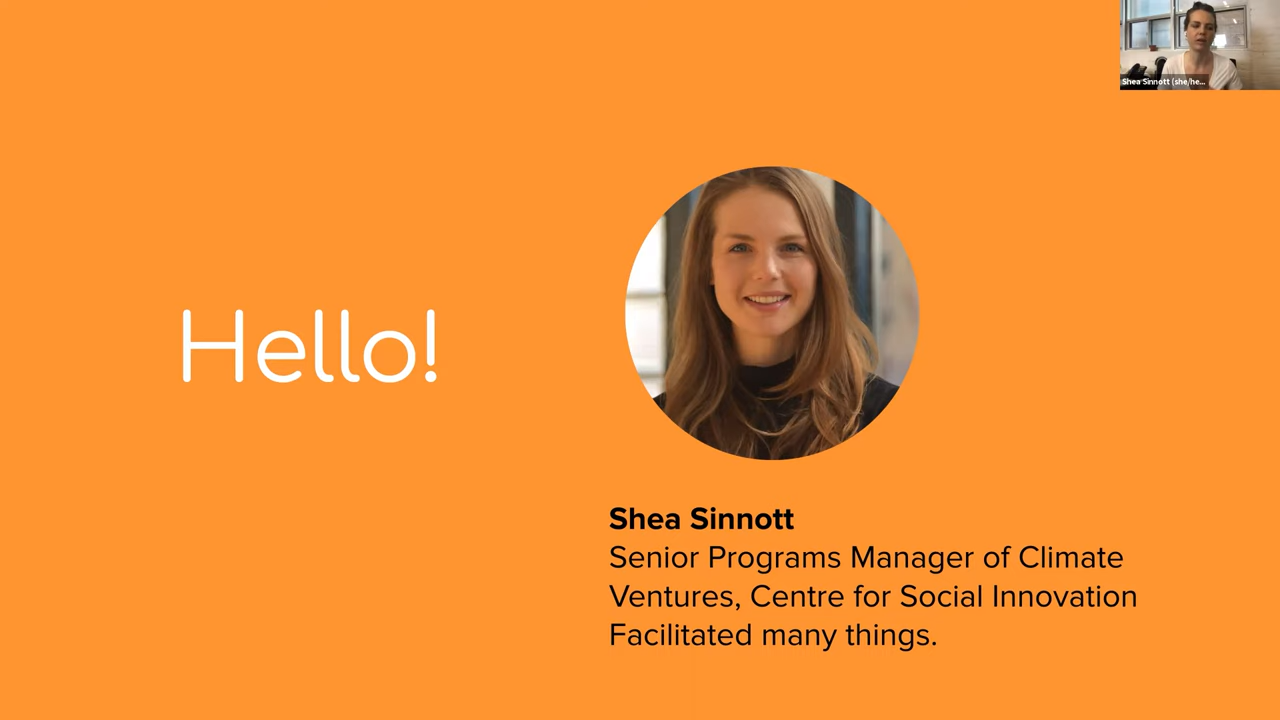 Shea Sinnott (she/he...
Hello!
Shea Sinnott
Senior Programs Manager of Climate
Ventures, Centre for Social Innovation
Facilitated many things.